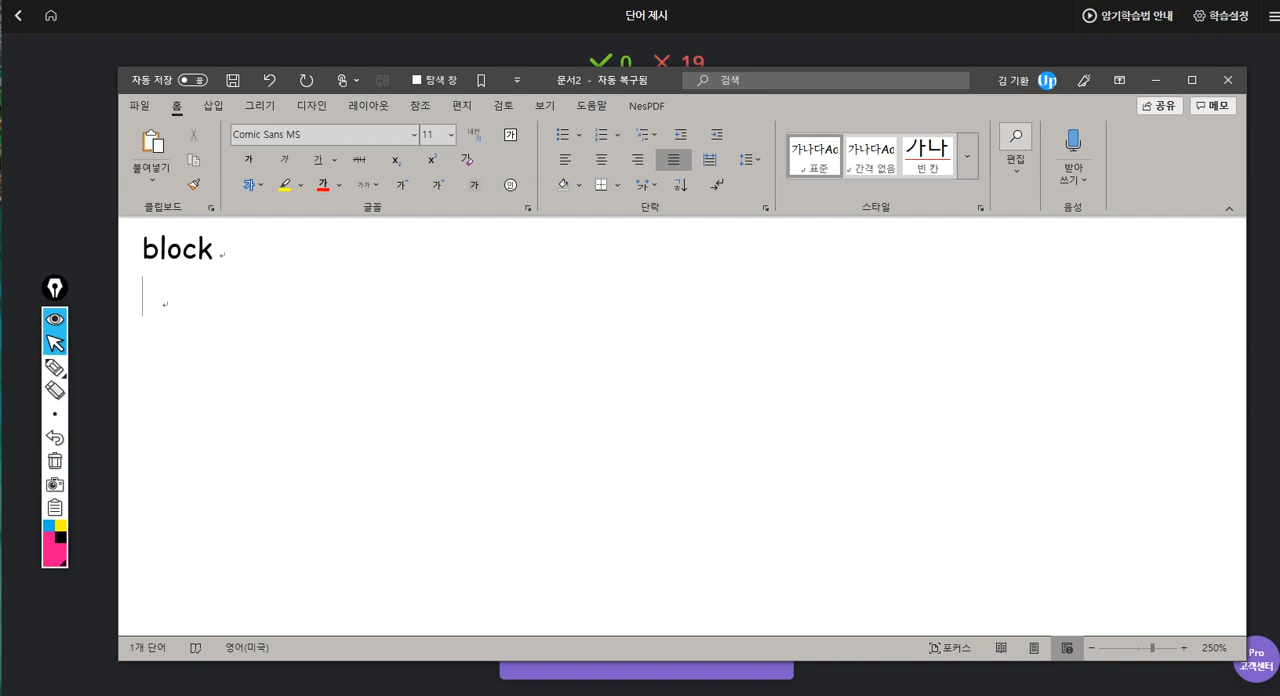 단어 제시
암기학습법 안내
학습설정
0 19
자동 저장 끔
탐색 창
문서2 - 자동 복구됨
검색
김 기환
Up
파일 홈 삽입 그리기 디자인 레이아웃 참조 편지 검토 보기 도움말 NesPDF
공유 메모
붙여넣기
클립보드
Comic Sans MS 11
가 가 가 가
글꼴
단락
가나다Ac 가나다Ac 가나
표준 간격 없음 빈 칸
스타일
편집
받아
쓰기
음성
block
1개 단어
영어(미국)
포커스
250%
Pro
고객센터